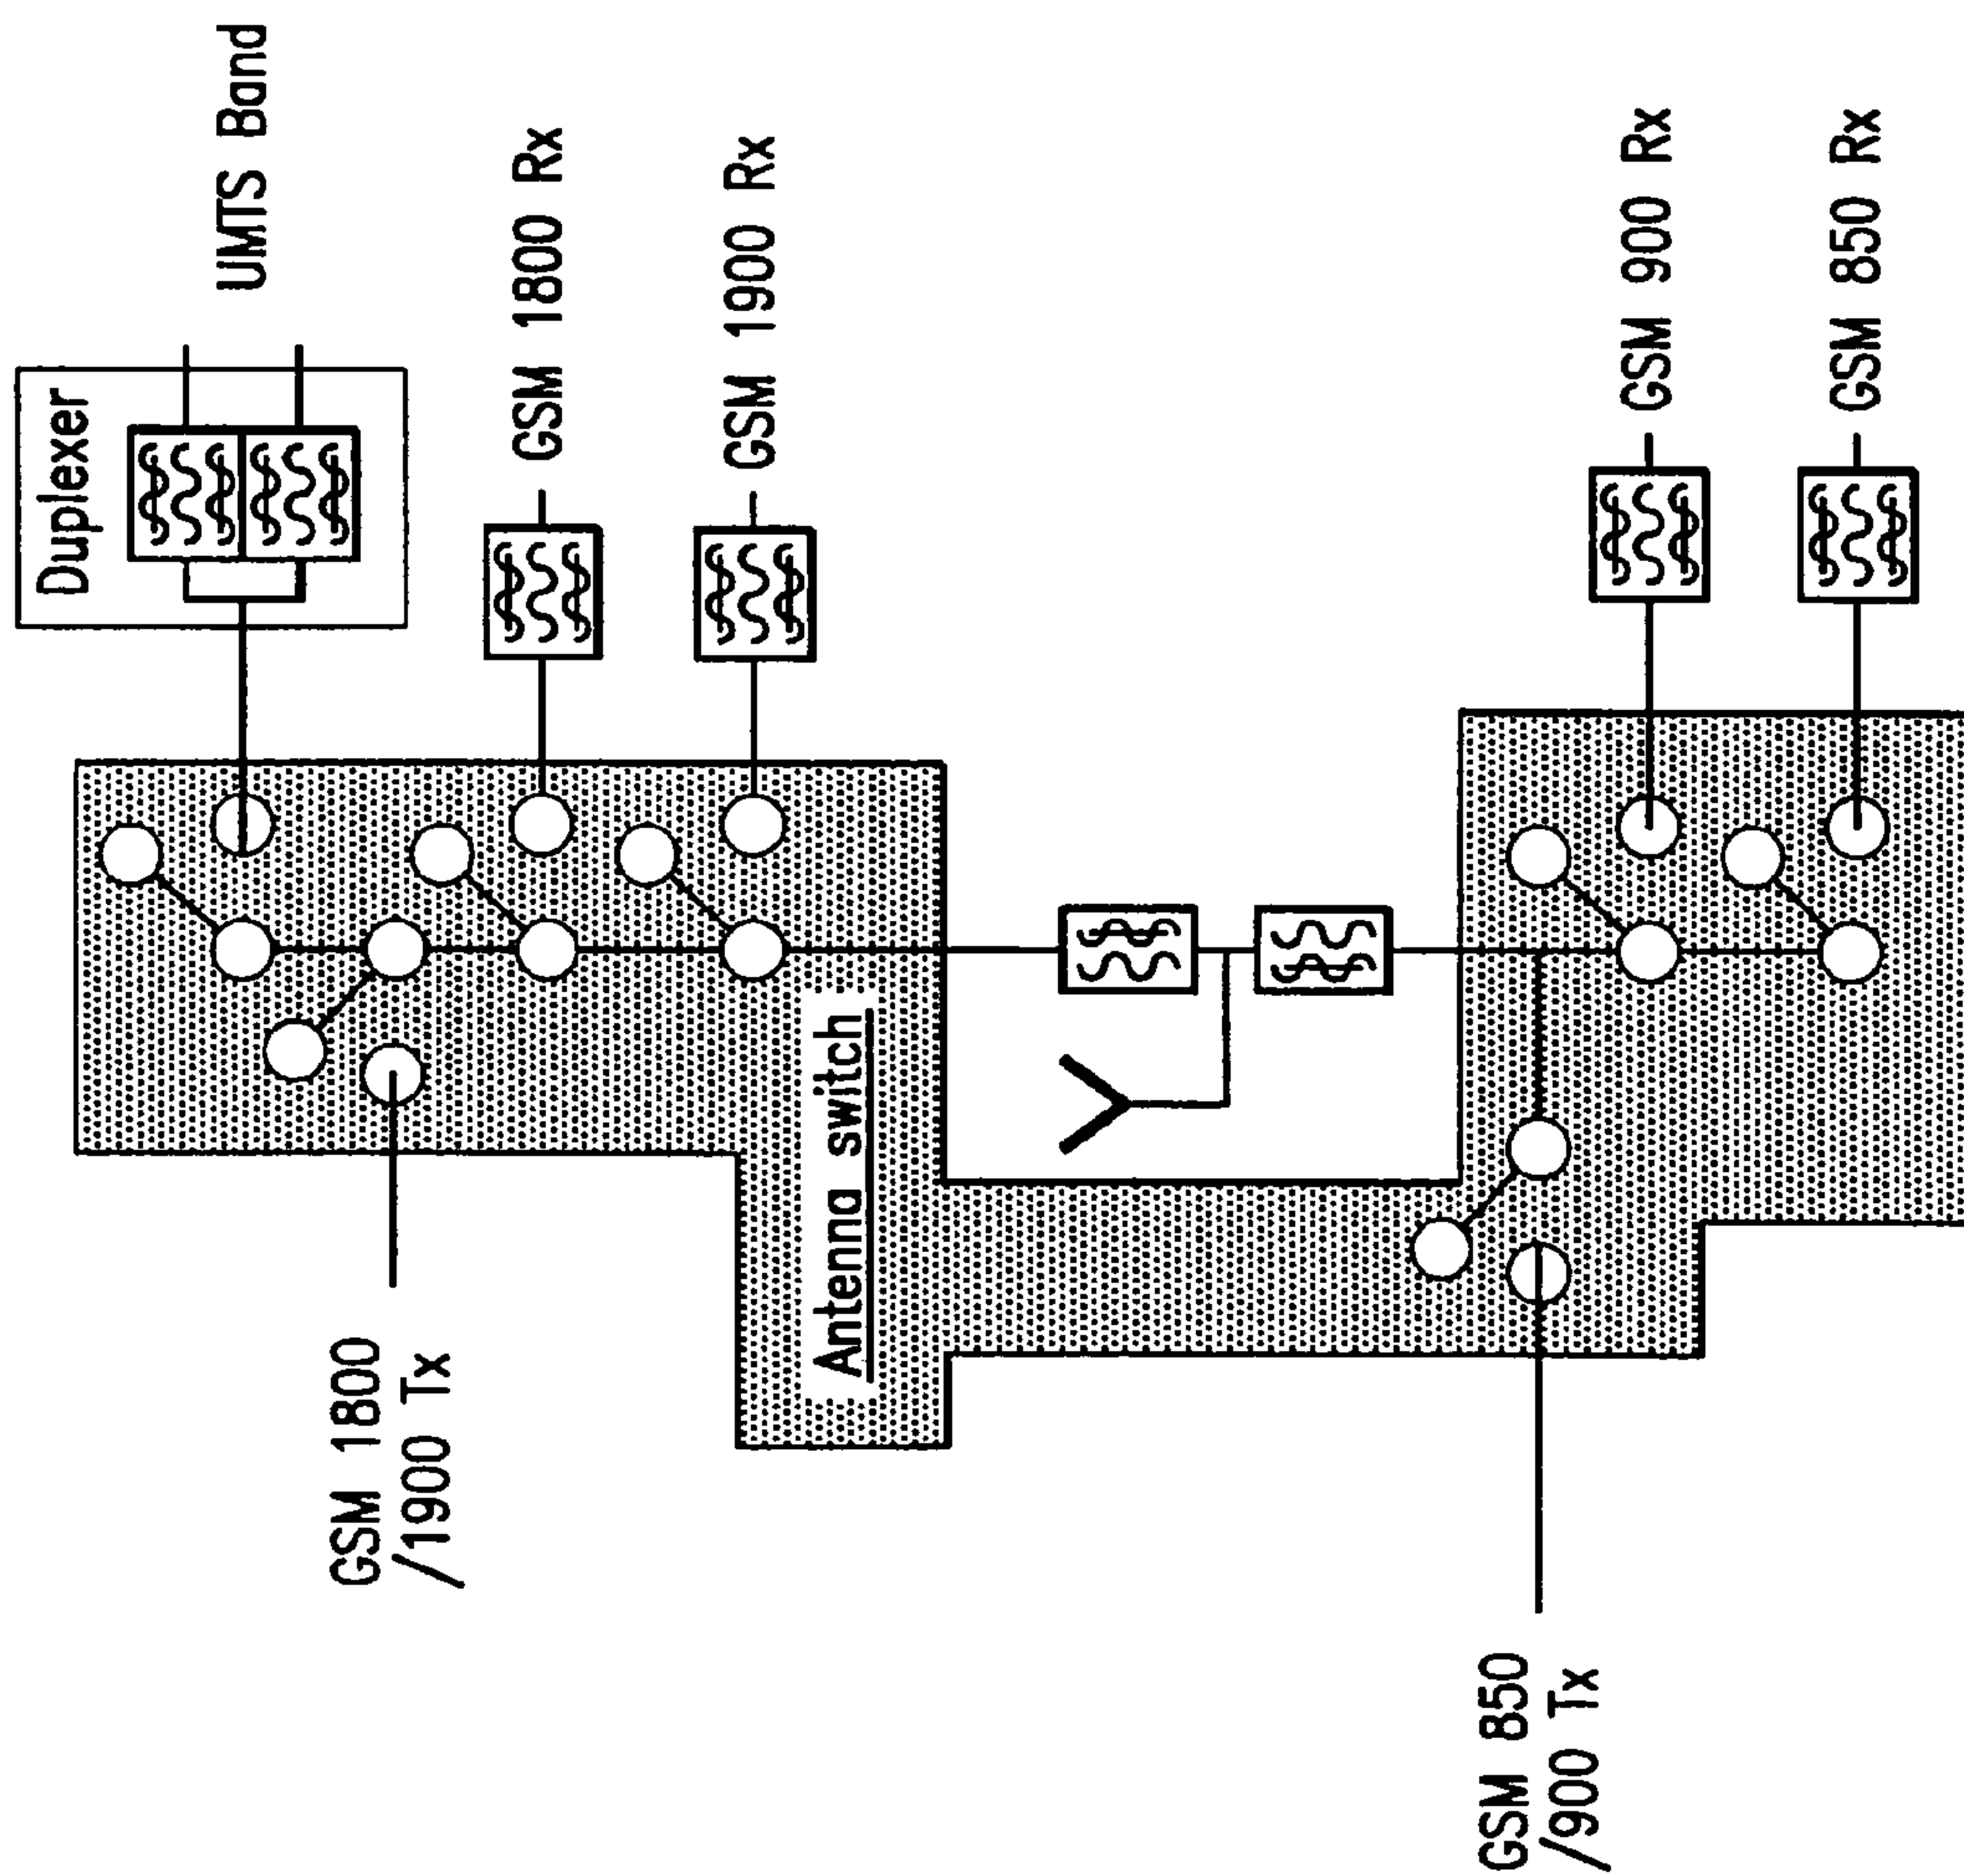 Duplexer
UMTS Band
GSM 1800 Rx
GSM 1900 Rx
GSM 1800
/1900 Tx
Antenna switch
GSM 900 Rx
GSM 850 Rx
GSM 850
/900 Tx